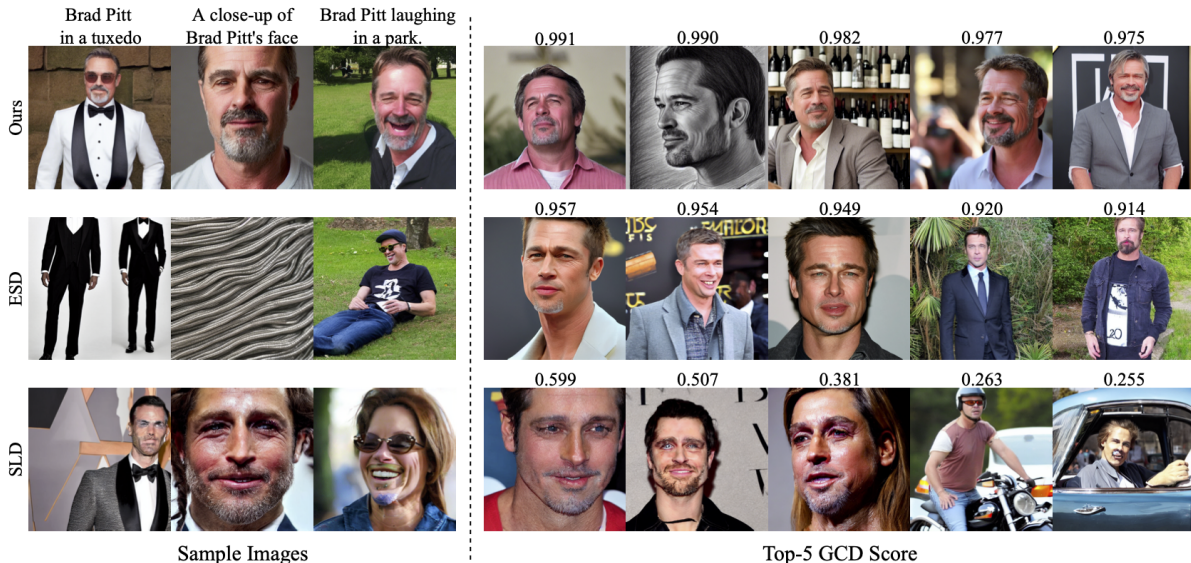 Brad Pitt
in a tuxedo
A close-up of
Brad Pitt's face
Brad Pitt laughing
in a park.
Ours
0.991
0.990
0.982
0.977
0.975
ESD
0.957
0.954
0.949
0.920
0.914
SLD
0.599
0.507
0.381
0.263
0.255
Sample Images
Top-5 GCD Score